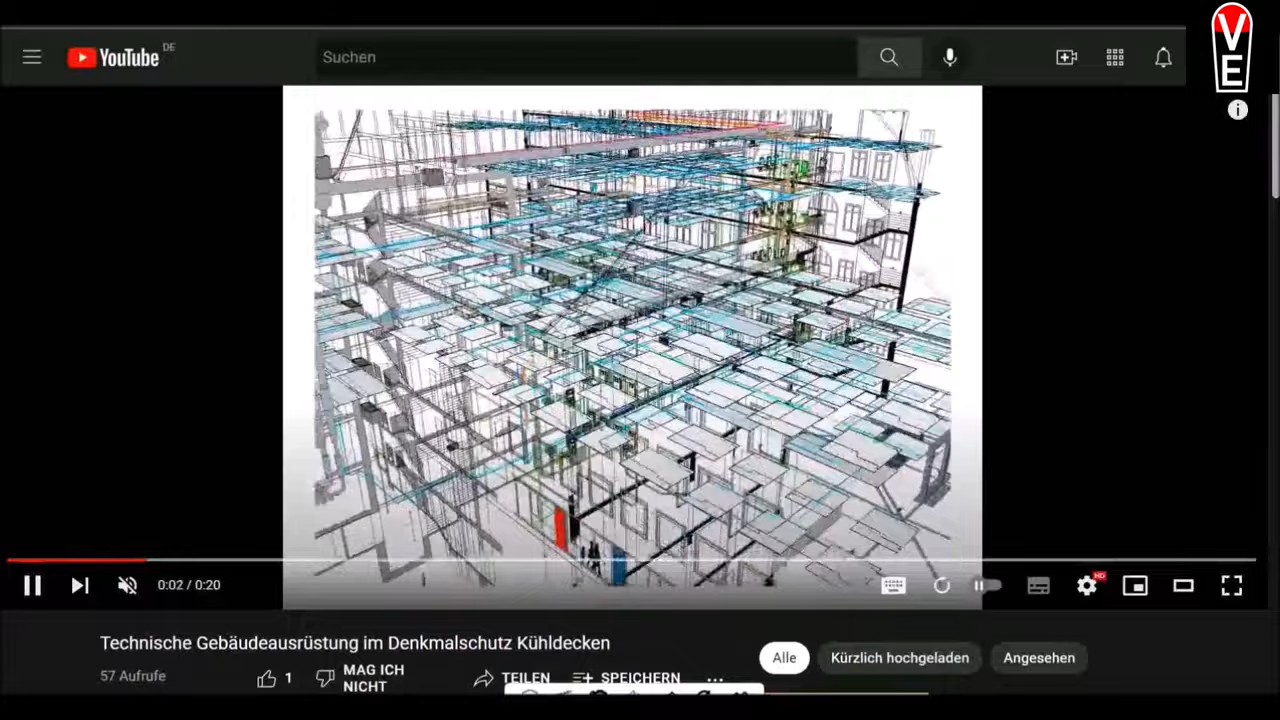 YouTube DE
Suchen
V
E
i
0:02 / 0:20
HD
Technische Gebäudeausrüstung im Denkmalschutz Kühldecken
57 Aufrufe
1
MAG ICH
NICHT
TEILEN
SPEICHERN
Alle
Kürzlich hochgeladen
Angesehen